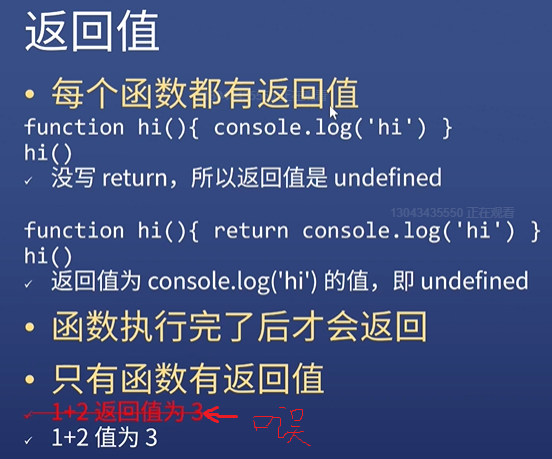 返回值
• 每个函数都有返回值
function hi(){ console.log('hi') }
hi()
✓ 没写 return，所以返回值是 undefined
13043435550 正在观看
function hi(){ return console.log('hi') }
hi()
✓ 返回值为 console.log('hi') 的值，即 undefined
• 函数执行完了后才会返回
• 只有函数有返回值
✓ 1+2 返回值为 3 ← 口误
✓ 1+2 值为 3